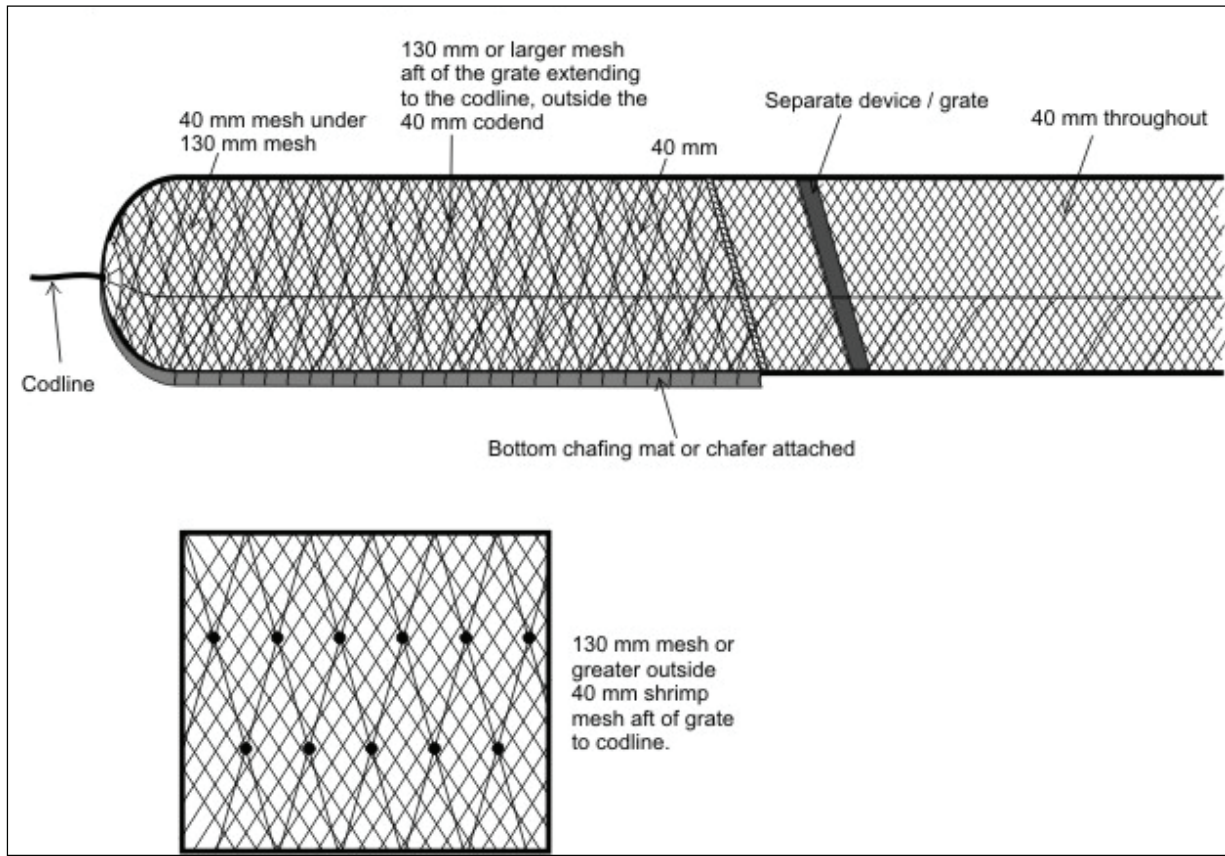 130 mm or larger mesh
aft of the grate extending
to the codline, outside the
40 mm codend
Separate device / grate
40 mm mesh under
130 mm mesh
40 mm
40 mm throughout
Codline
Bottom chafing mat or chafer attached
130 mm mesh or
greater outside
40 mm shrimp
mesh aft of grate
to codline.